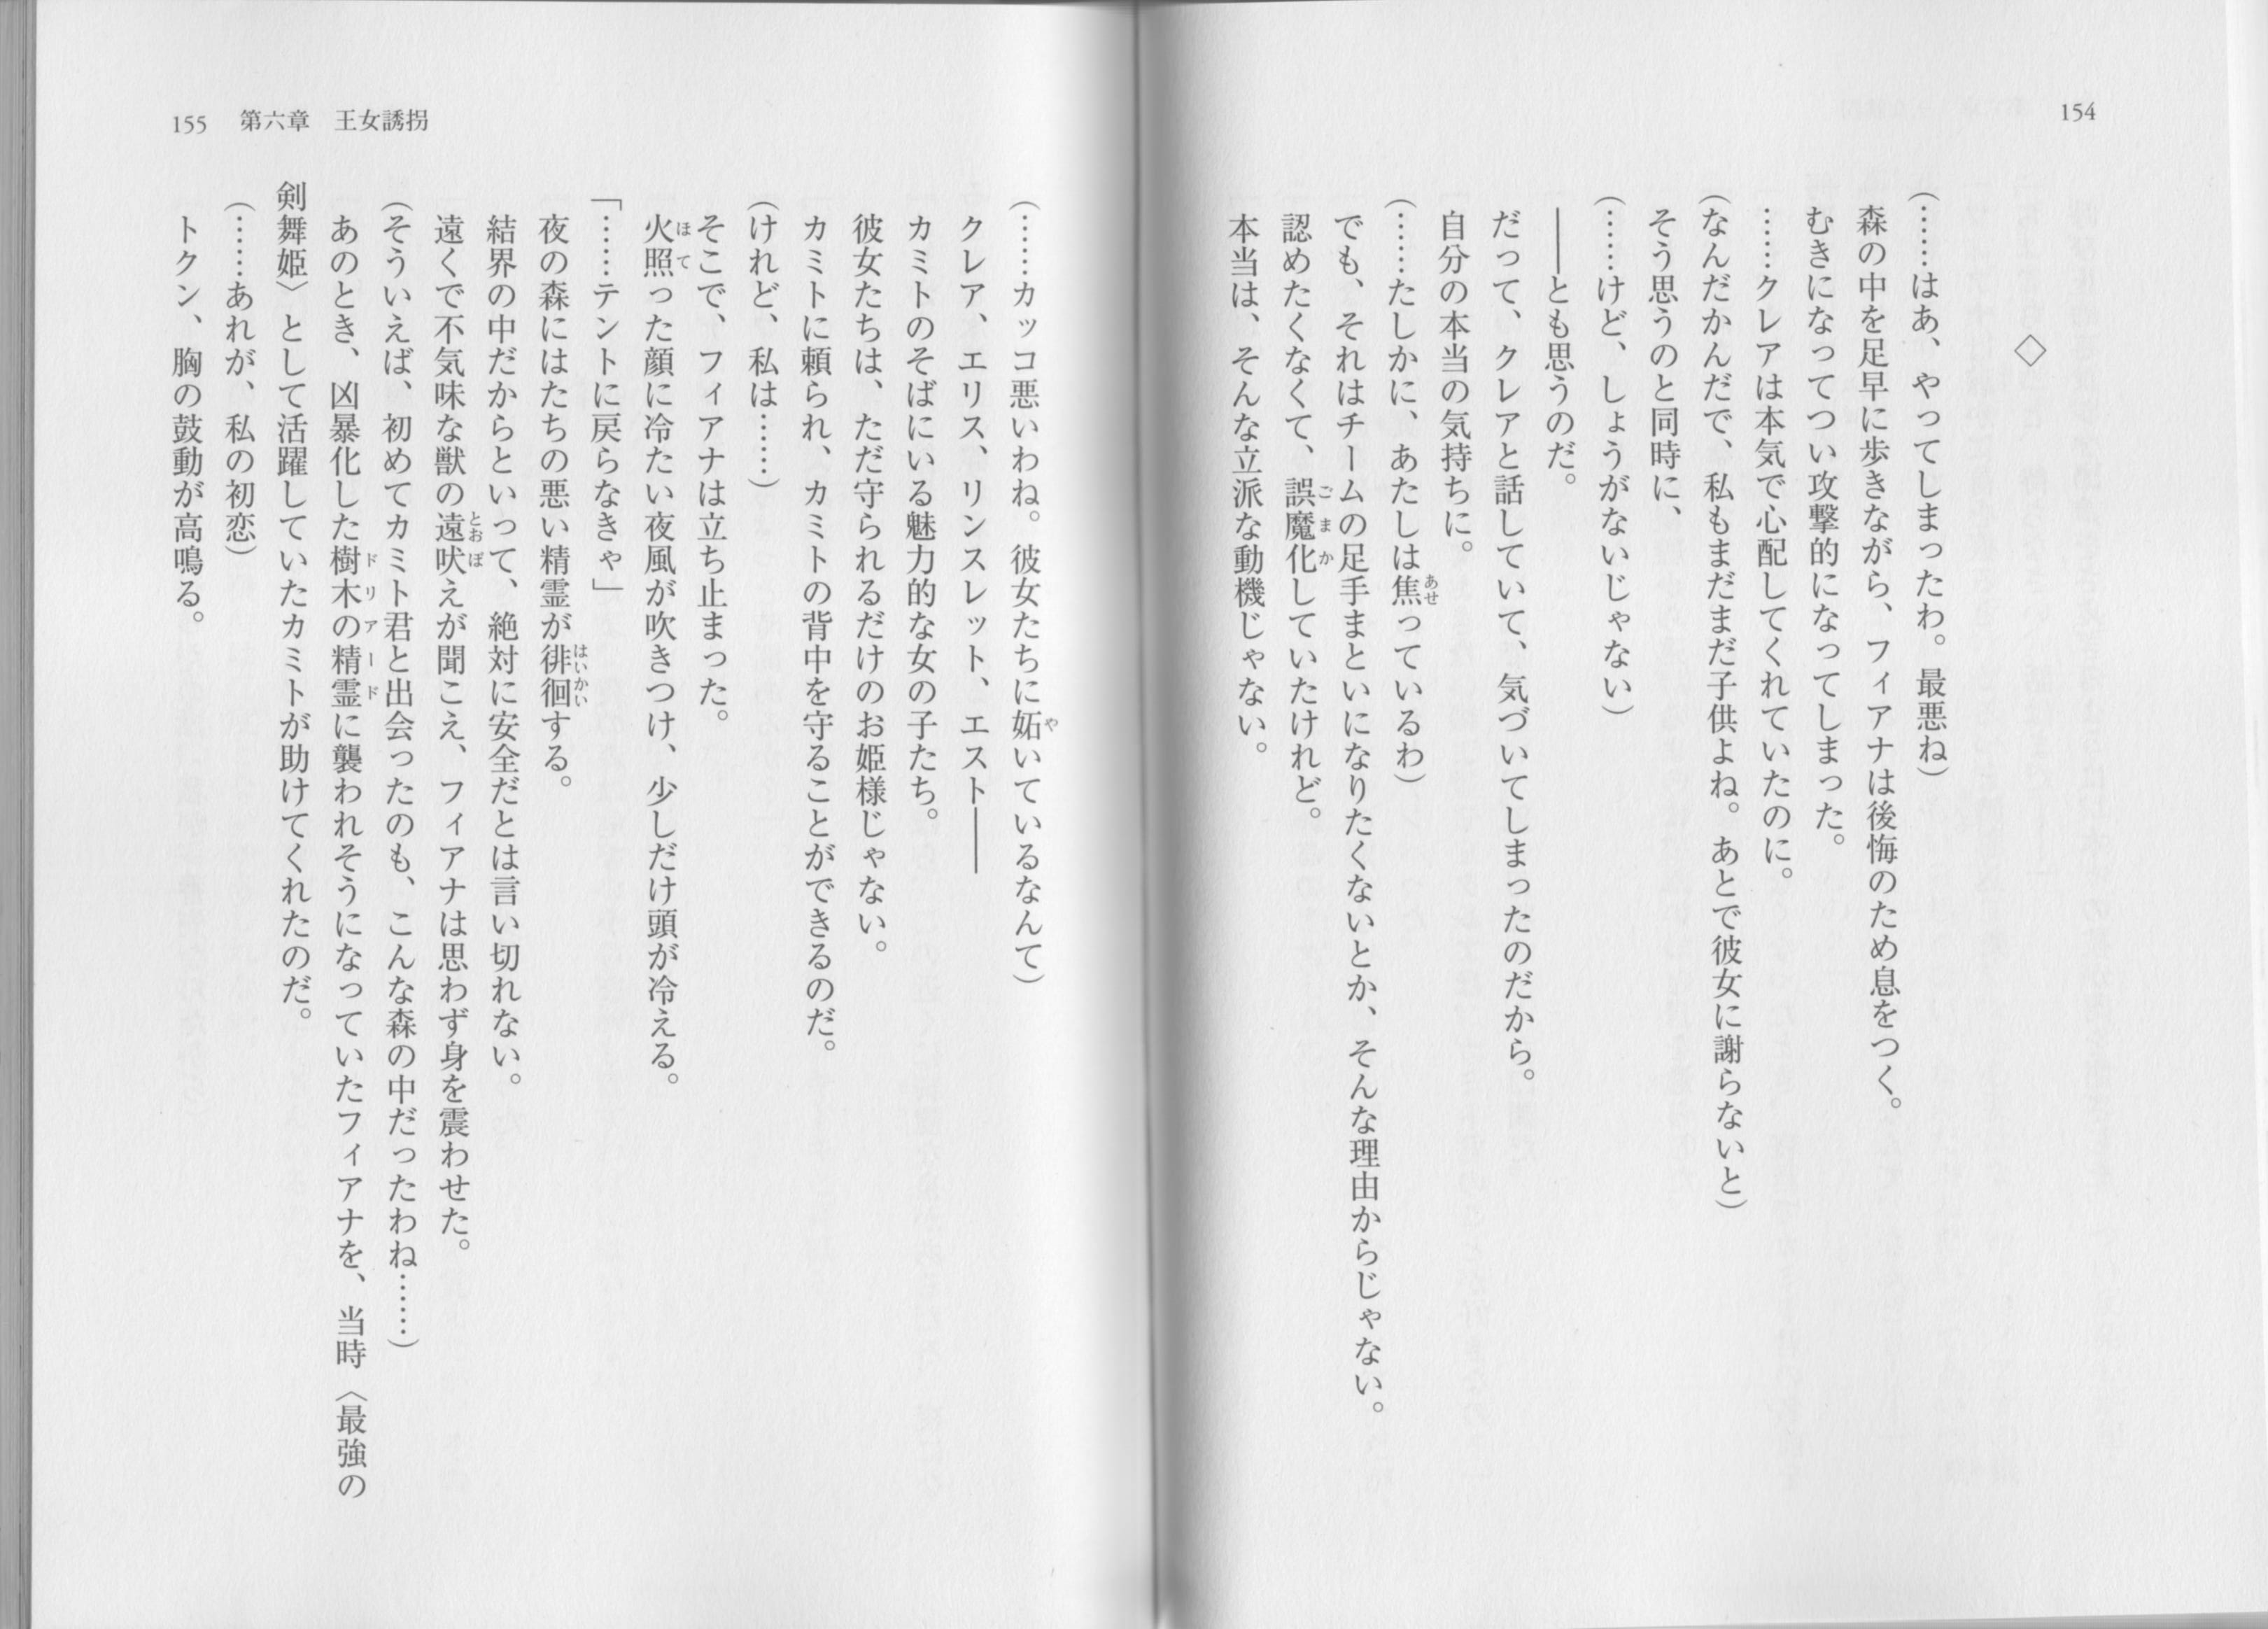 154
◇
(……はあ、やってしまったわ。最悪ね)
森の中を足早に歩きながら、フィアナは後悔のため息をつく。
むきになってつい攻撃的になってしまった。
……クレアは本気で心配してくれていたのに。
(なんだかんだで、私もまだまだ子供よね。あとで彼女に謝らないと)
そう思うのと同時に、
(……けど、しょうがないじゃない)
――とも思うのだ。
だって、クレアと話していて、気づいてしまったのだから。
自分の本当の気持ちに。
(……たしかに、あたしは焦っているわ)
でも、それはチームの足手まといになりたくないとか、そんな理由からじゃない。
認めたくなくて、誤魔化していたけれど。
本当は、そんな立派な動機じゃない。
155 第六章 王女誘拐
(……カッコ悪いわね。彼女たちに妬いているなんて)
クレア、エリス、リンスレット、エスト――
カミトのそばにいる魅力的な女の子たち。
彼女たちは、ただ守られるだけのお姫様じゃない。
カミトに頼られ、カミトの背中を守ることができるのだ。
(けれど、私は……)
そこで、フィアナは立ち止まった。
火照った顔に冷たい夜風が吹きつけ、少しだけ頭が冷える。
「……テントに戻らなきゃ」
夜の森にはたちの悪い精霊が徘徊する。
結界の中だからといって、絶対に安全だとは言い切れない。
遠くで不気味な獣の遠吠えが聞こえ、フィアナは思わず身を震わせた。
(そういえば、初めてカミト君と出会ったのも、こんな森の中だったわね……)
あのとき、凶暴化した樹木の精霊に襲われそうになっていたフィアナを、当時〈最強の
剣舞姫〉として活躍していたカミトが助けてくれたのだ。
(……あれが、私の初恋)
トクン、胸の鼓動が高鳴る。